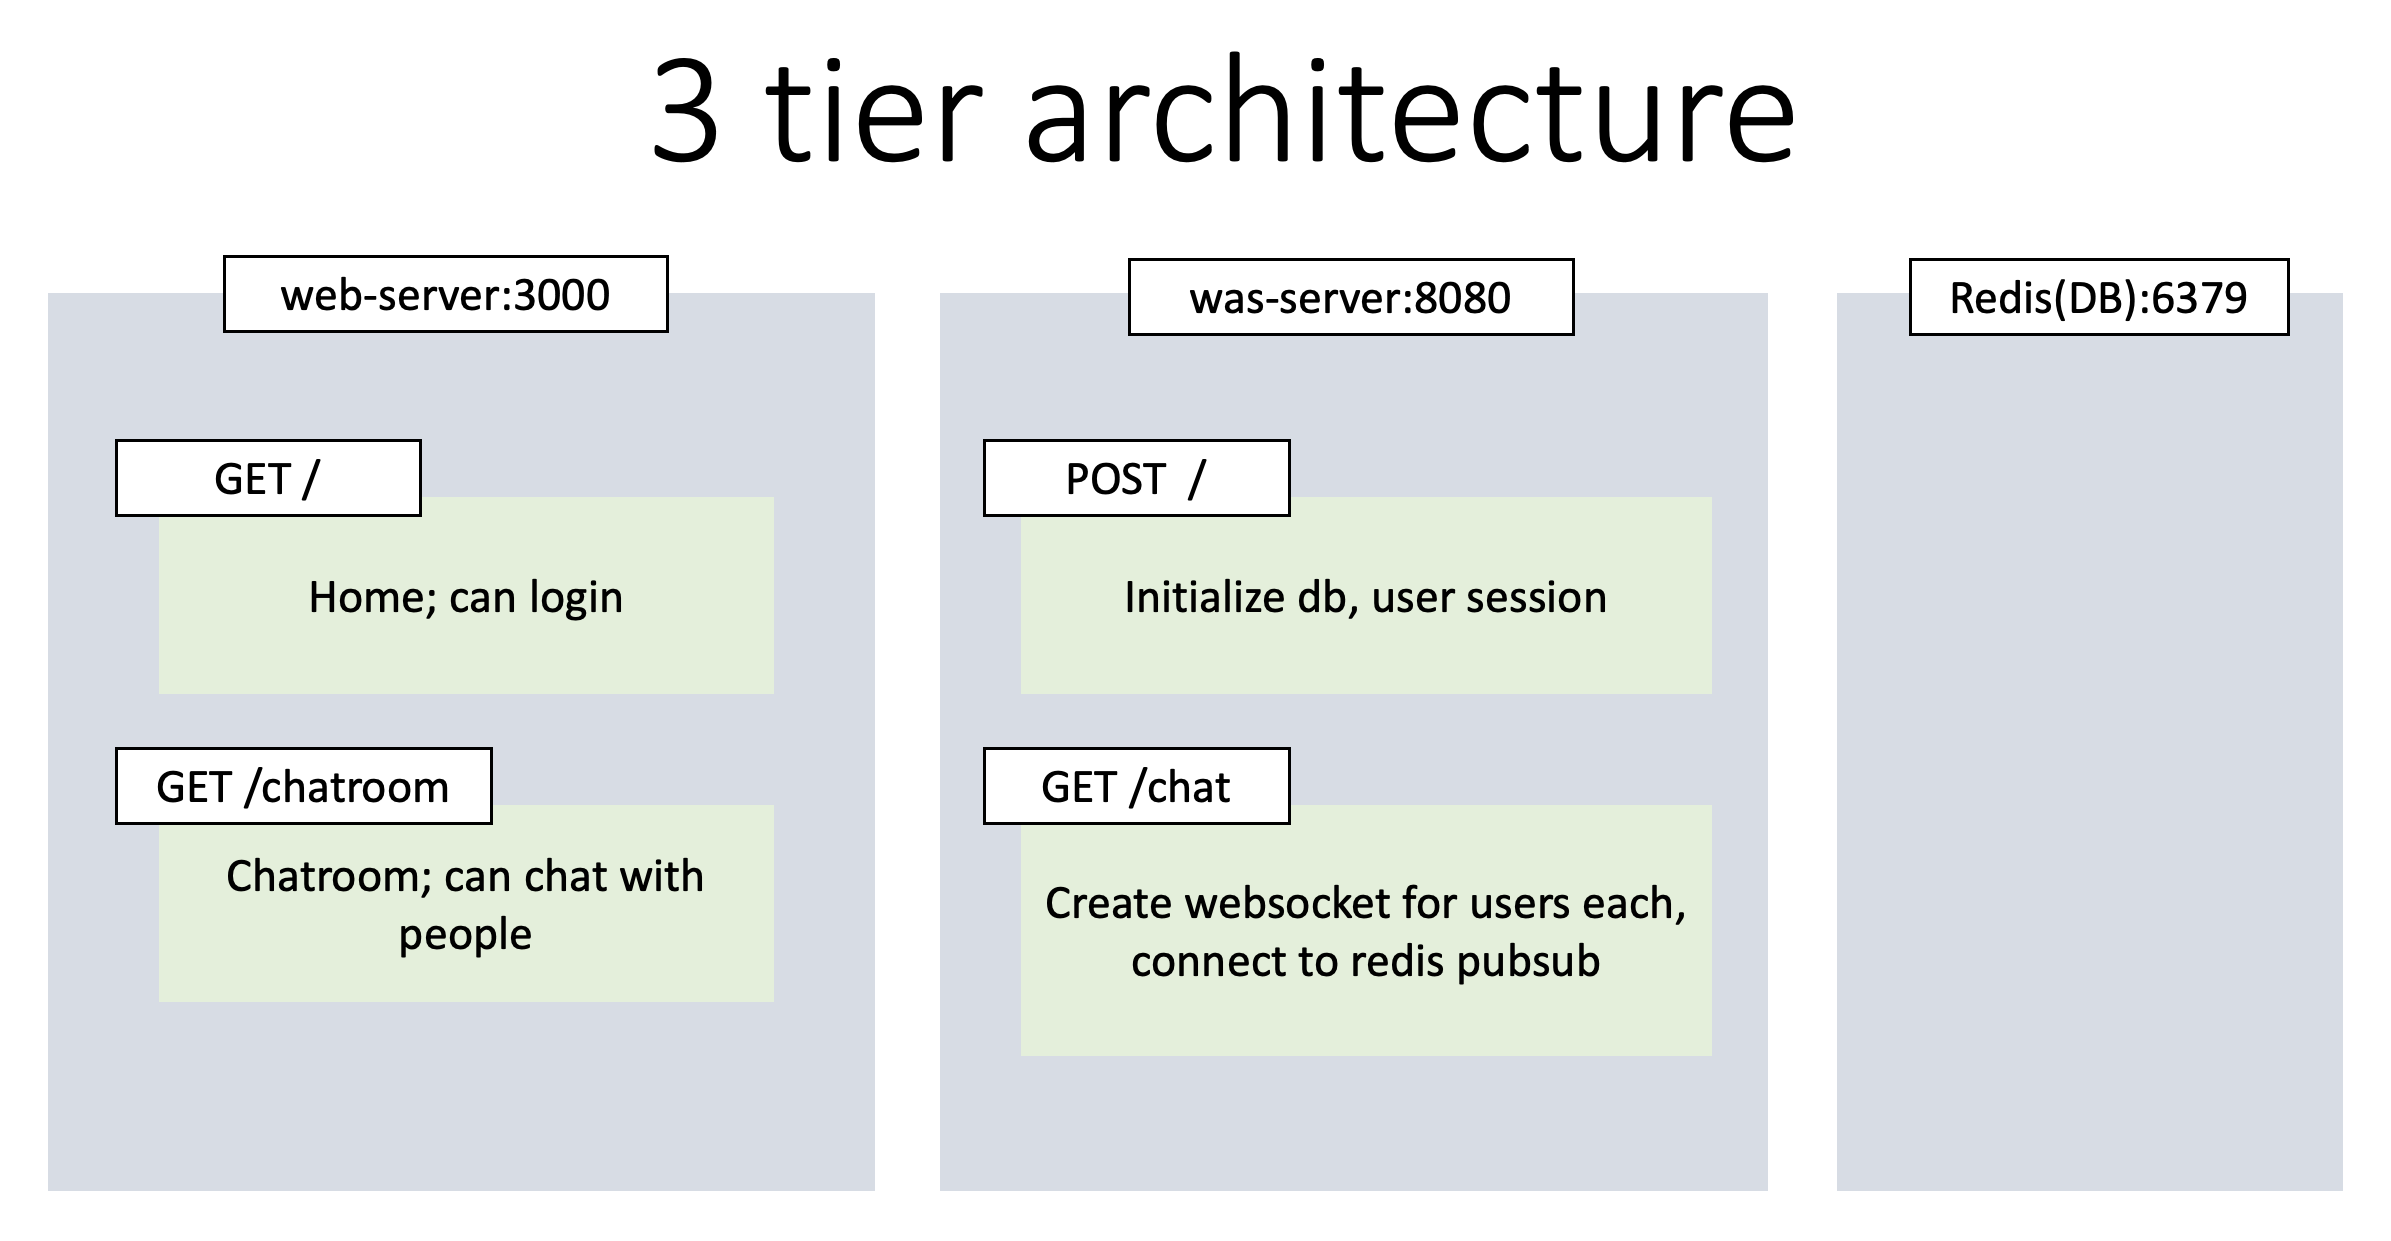 3 tier architecture
web-server:3000
GET /
Home; can login
GET /chatroom
Chatroom; can chat with
people
was-server:8080
POST  /
Initialize db, user session
GET /chat
Create websocket for users each,
connect to redis pubsub
Redis(DB):6379